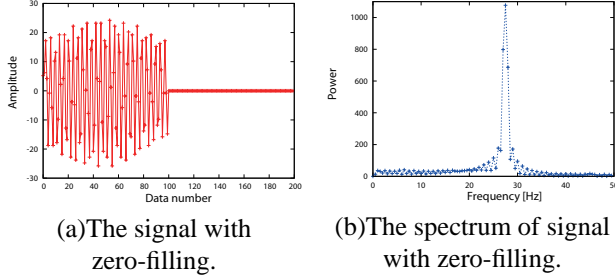 30
20
10
0
-10
-20
-30
Amplitude
0 20 40 60 80 100 120 140 160 180 200
Data number
(a)The signal with
zero-filling.
1000
800
600
400
200
0
Power
0 10 20 30 40 50
Frequency [Hz]
(b)The spectrum of signal
with zero-filling.